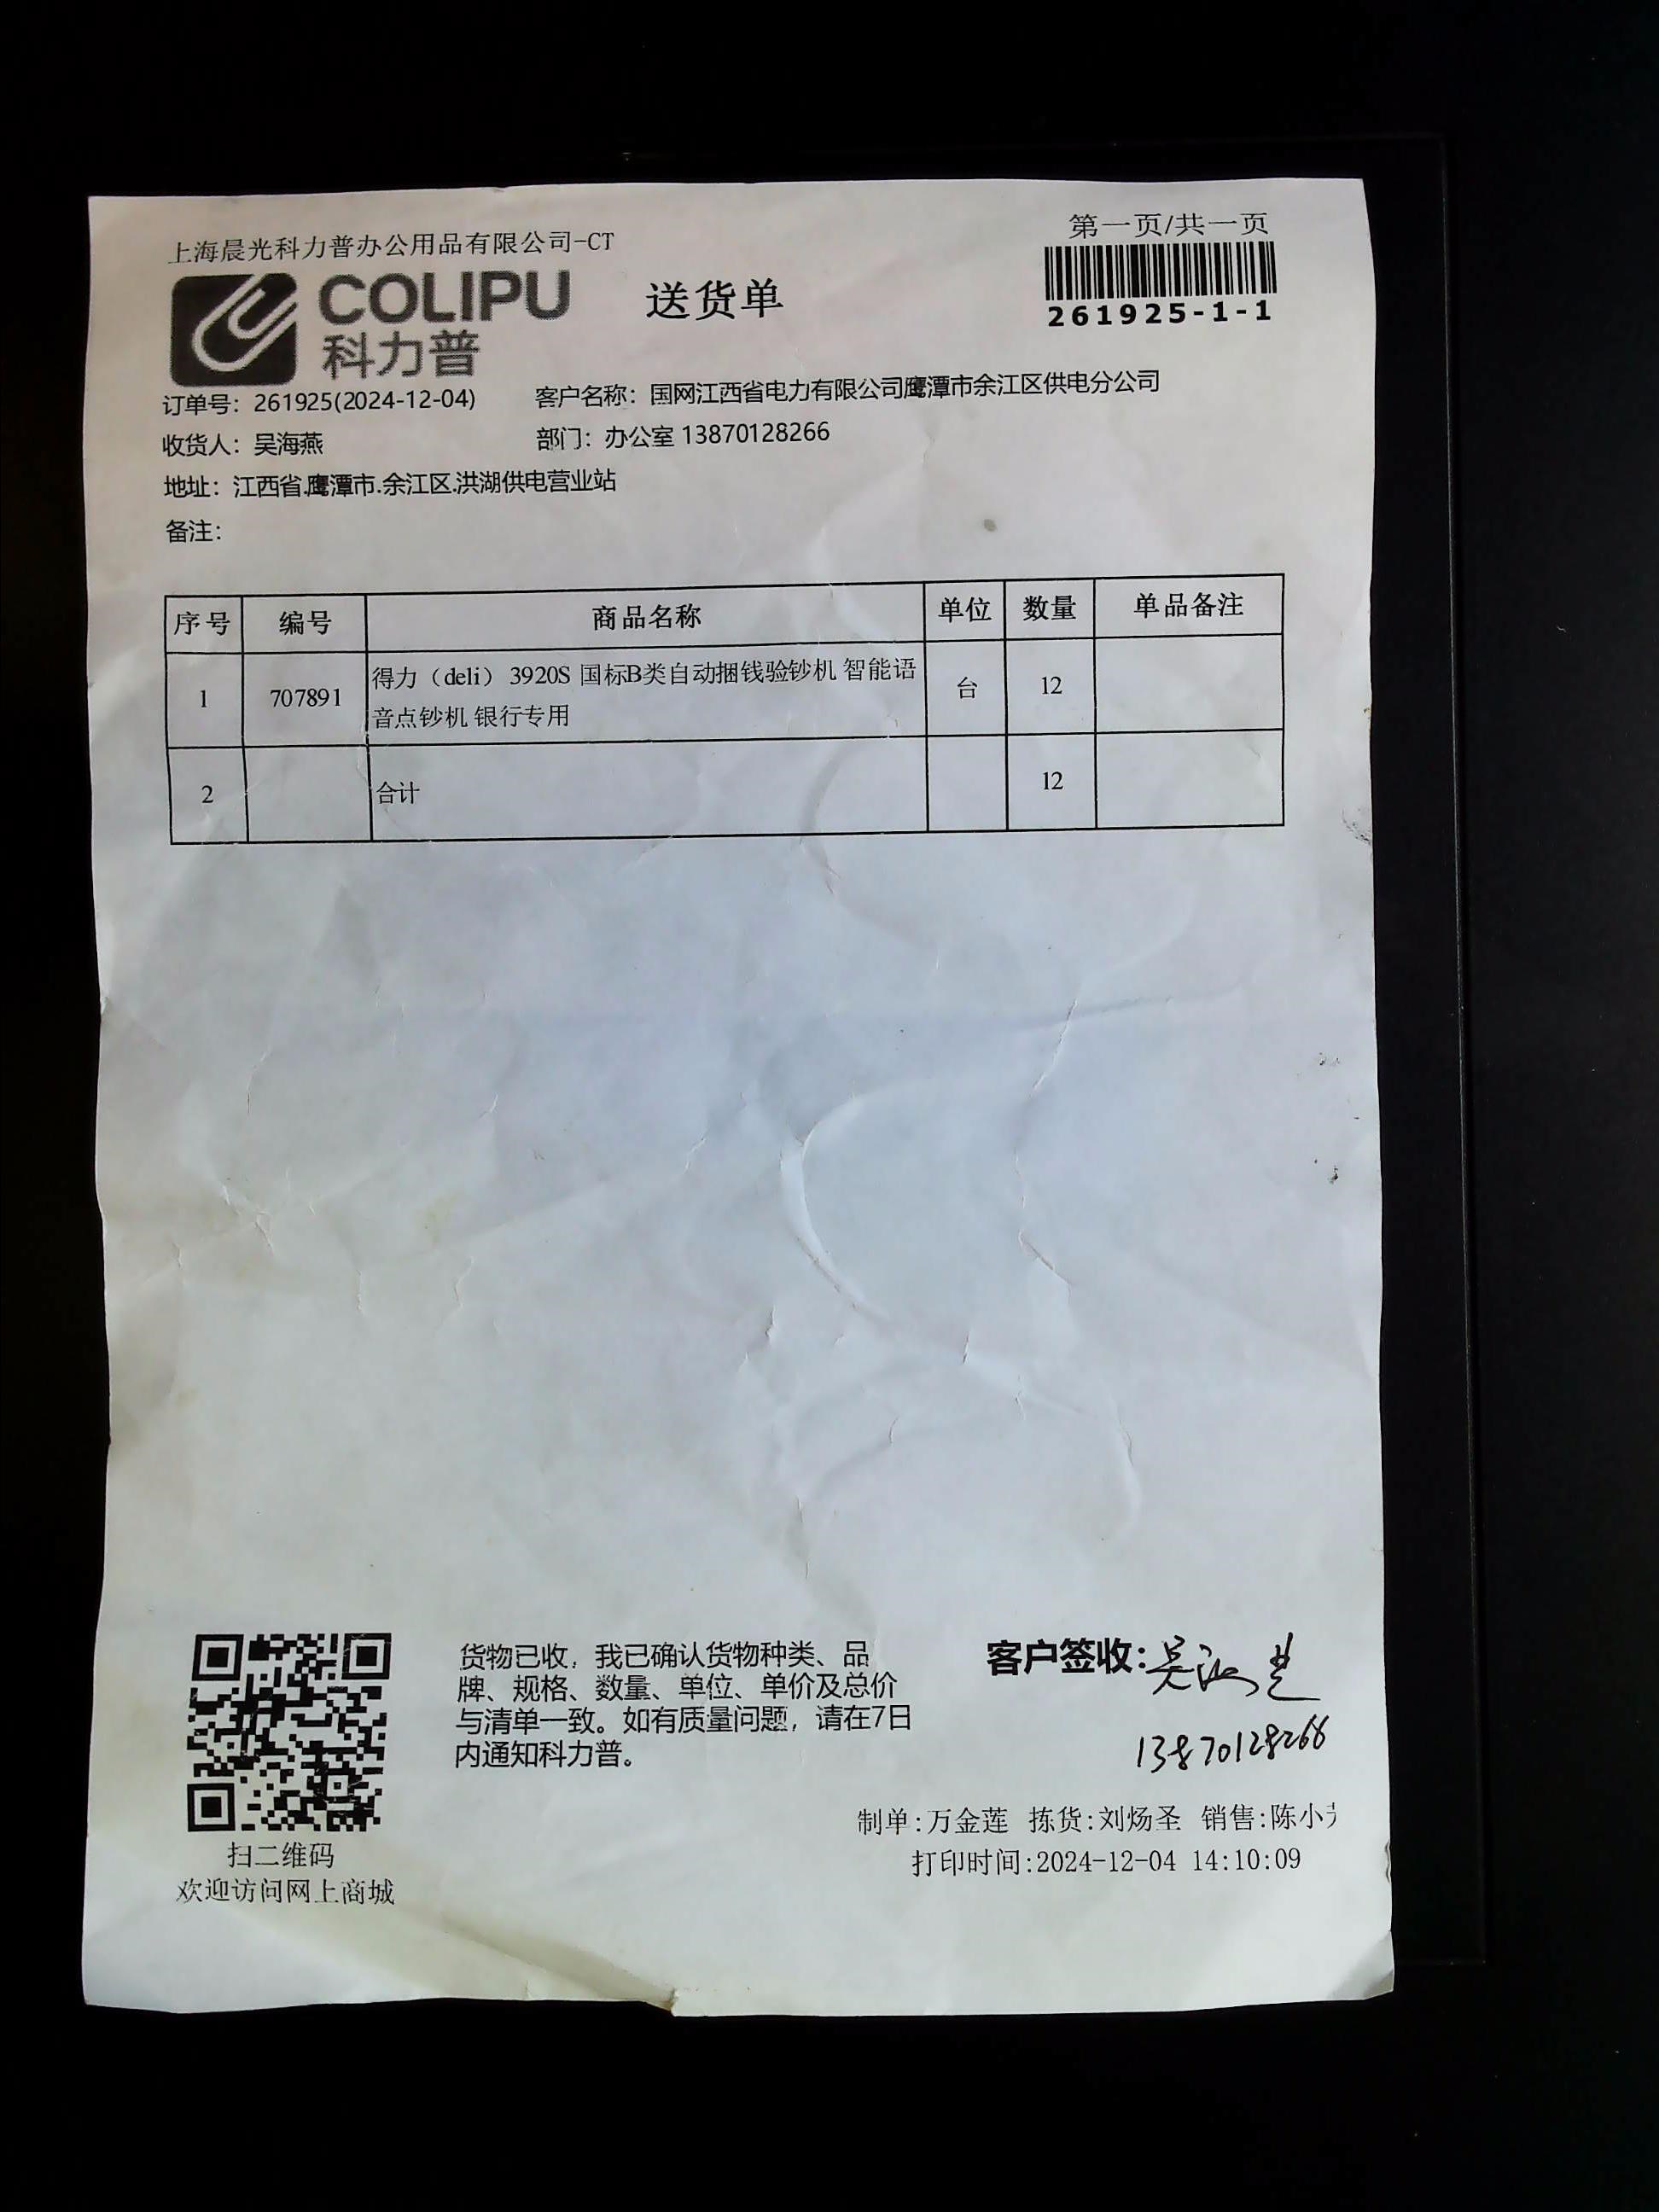 上海晨光科力普办公用品有限公司-CT
第一页/共一页
COLIPU
科力普
送货单
261925-1-1
订单号：261925(2024-12-04)
客户名称：国网江西省电力有限公司鹰潭市余江区供电分公司
收货人：吴海燕
部门：办公室 13870128266
地址：江西省.鹰潭市.余江区.洪湖供电营业站
备注：
序号 编号 商品名称 单位 数量 单品备注
1 707891 得力（deli） 3920S 国标B类自动捆钱验钞机 智能语 台 12
音点钞机 银行专用
2 合计 12
货物已收，我已确认货物种类、品
牌、规格、数量、单位、单价及总价
与清单一致。如有质量问题，请在7日
内通知科力普。
客户签收：吴海
13870128266
制单:万金莲 拣货:刘炀圣 销售:陈小
打印时间:2024-12-04 14:10:09
扫二维码
欢迎访问网上商城